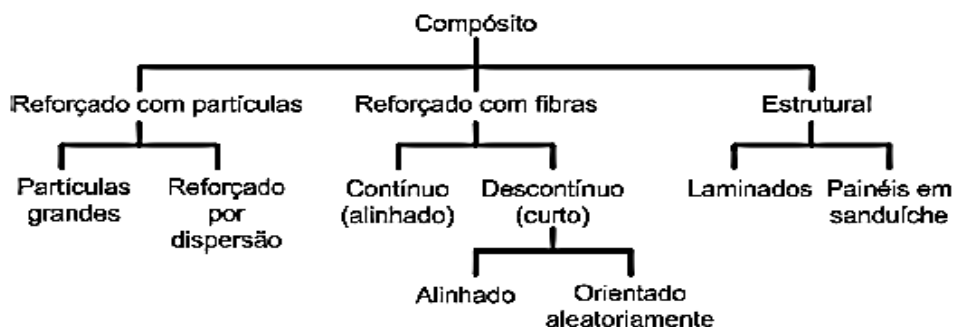 Compósito
Reforçado com partículas
Reforçado com fibras
Estrutural
Partículas
grandes
Reforçado
por
dispersão
Contínuo
(alinhado)
Descontínuo
(curto)
Laminados
Painéis em
sanduíche
Alinhado
Orientado
aleatoriamente